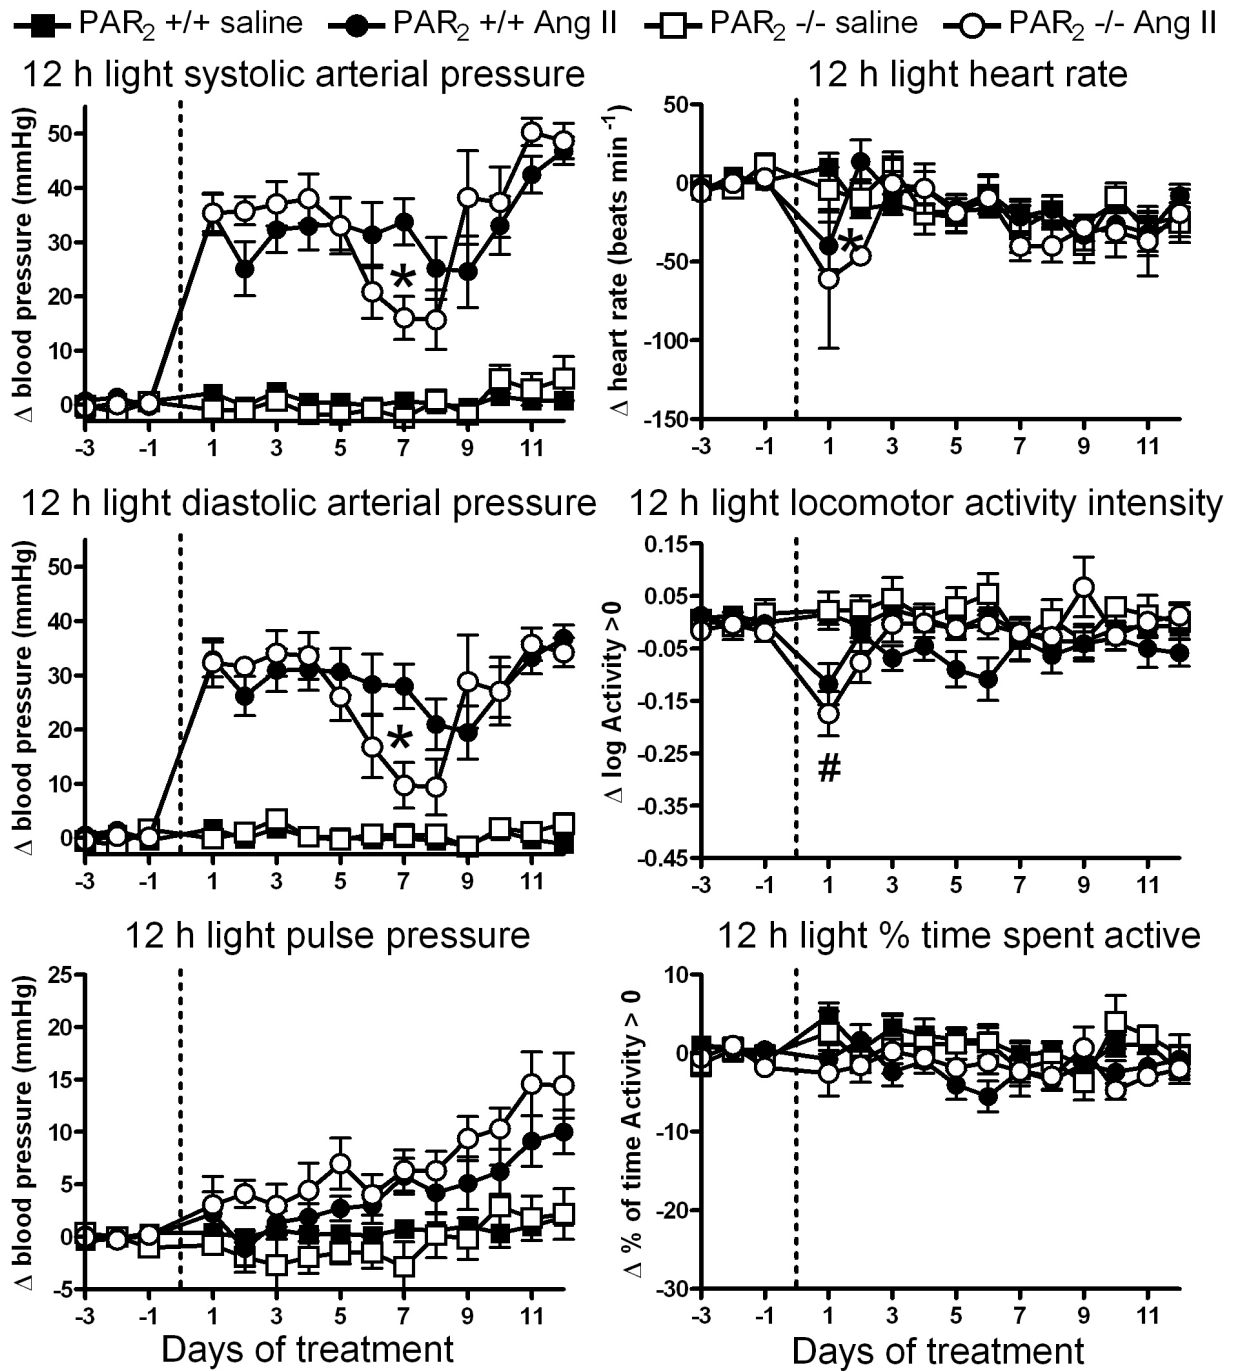 PAR2 +/+ saline PAR2 +/+ Ang II PAR2 -/- saline PAR2 -/- Ang II
12 h light systolic arterial pressure
Δ blood pressure (mmHg)
50
40
30
20
10
0
*
-3 -1 1 3 5 7 9 11
12 h light heart rate
Δ heart rate (beats min -1)
50
0
-50
-100
-150
*
-3 -1 1 3 5 7 9 11
12 h light diastolic arterial pressure
Δ blood pressure (mmHg)
50
40
30
20
10
0
*
-3 -1 1 3 5 7 9 11
12 h light locomotor activity intensity
Δ log Activity >0
0.15
0.05
-0.05
-0.15
-0.25
-0.35
-0.45
#
-3 -1 1 3 5 7 9 11
12 h light pulse pressure
Δ blood pressure (mmHg)
25
20
15
10
5
0
-5
-3 -1 1 3 5 7 9 11
Days of treatment
12 h light % time spent active
Δ % of time Activity > 0
10
0
-10
-20
-30
-3 -1 1 3 5 7 9 11
Days of treatment